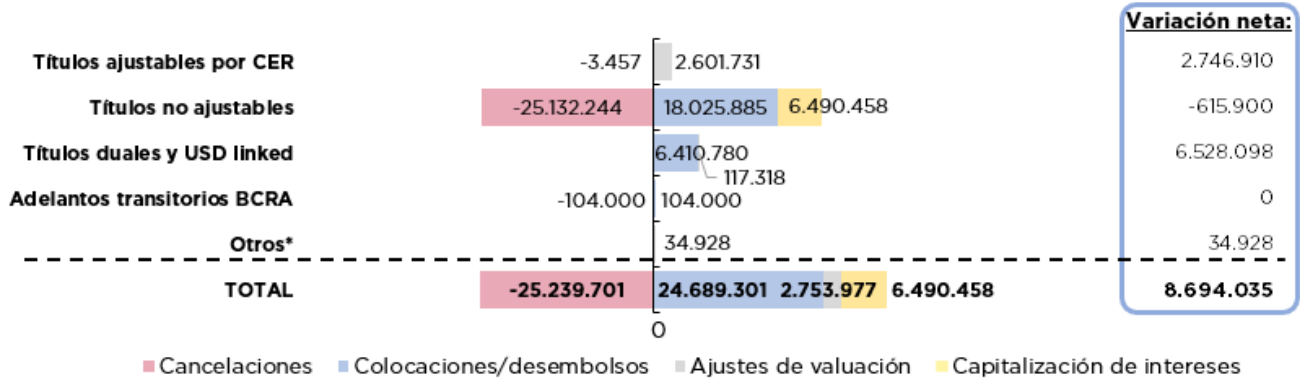 Variación neta:
Títulos ajustables por CER -3.457 2.601.731 2.746.910
Títulos no ajustables -25.132.244 18.025.885 6.490.458 -615.900
Títulos duales y USD linked 6.410.780 6.528.098
117.318
Adelantos transitorios BCRA -104.000 104.000 0
Otros* 34.928 34.928
TOTAL -25.239.701 24.689.301 2.753.977 6.490.458 8.694.035
0
Cancelaciones Colocaciones/desembolsos Ajustes de valuación Capitalización de intereses